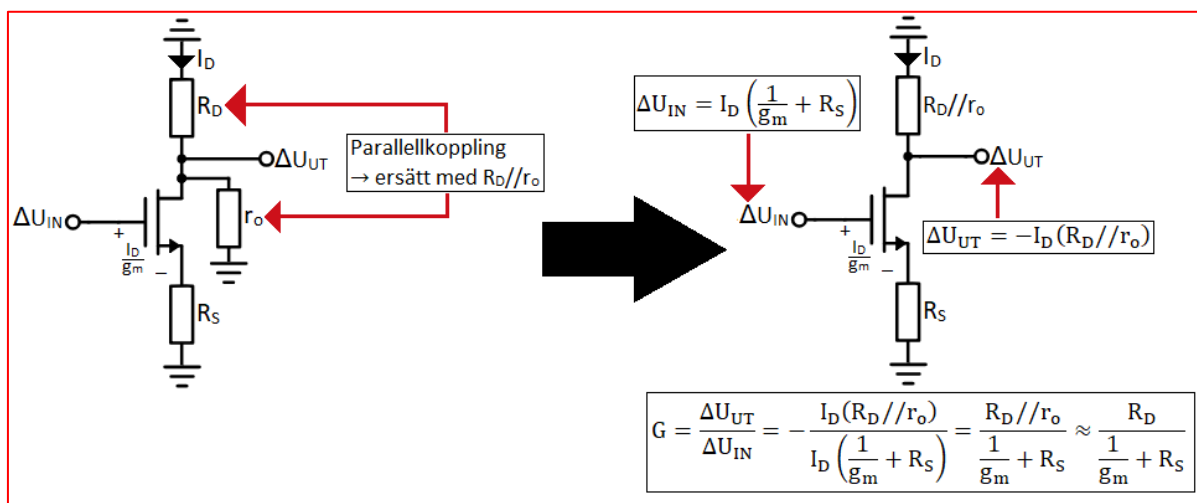 I_D
R_D
Parallellkoppling
→ ersätt med R_D//r_o
ΔU_UT
r_o
ΔU_IN
+
I_D/g_m
−
R_S
I_D
ΔU_IN = I_D (1/g_m + R_S)
R_D//r_o
ΔU_UT
ΔU_IN
+
I_D/g_m
−
ΔU_UT = −I_D(R_D//r_o)
R_S
G = ΔU_UT/ΔU_IN = − I_D(R_D//r_o)/(I_D (1/g_m + R_S)) = (R_D//r_o)/(1/g_m + R_S) ≈ R_D/(1/g_m + R_S)